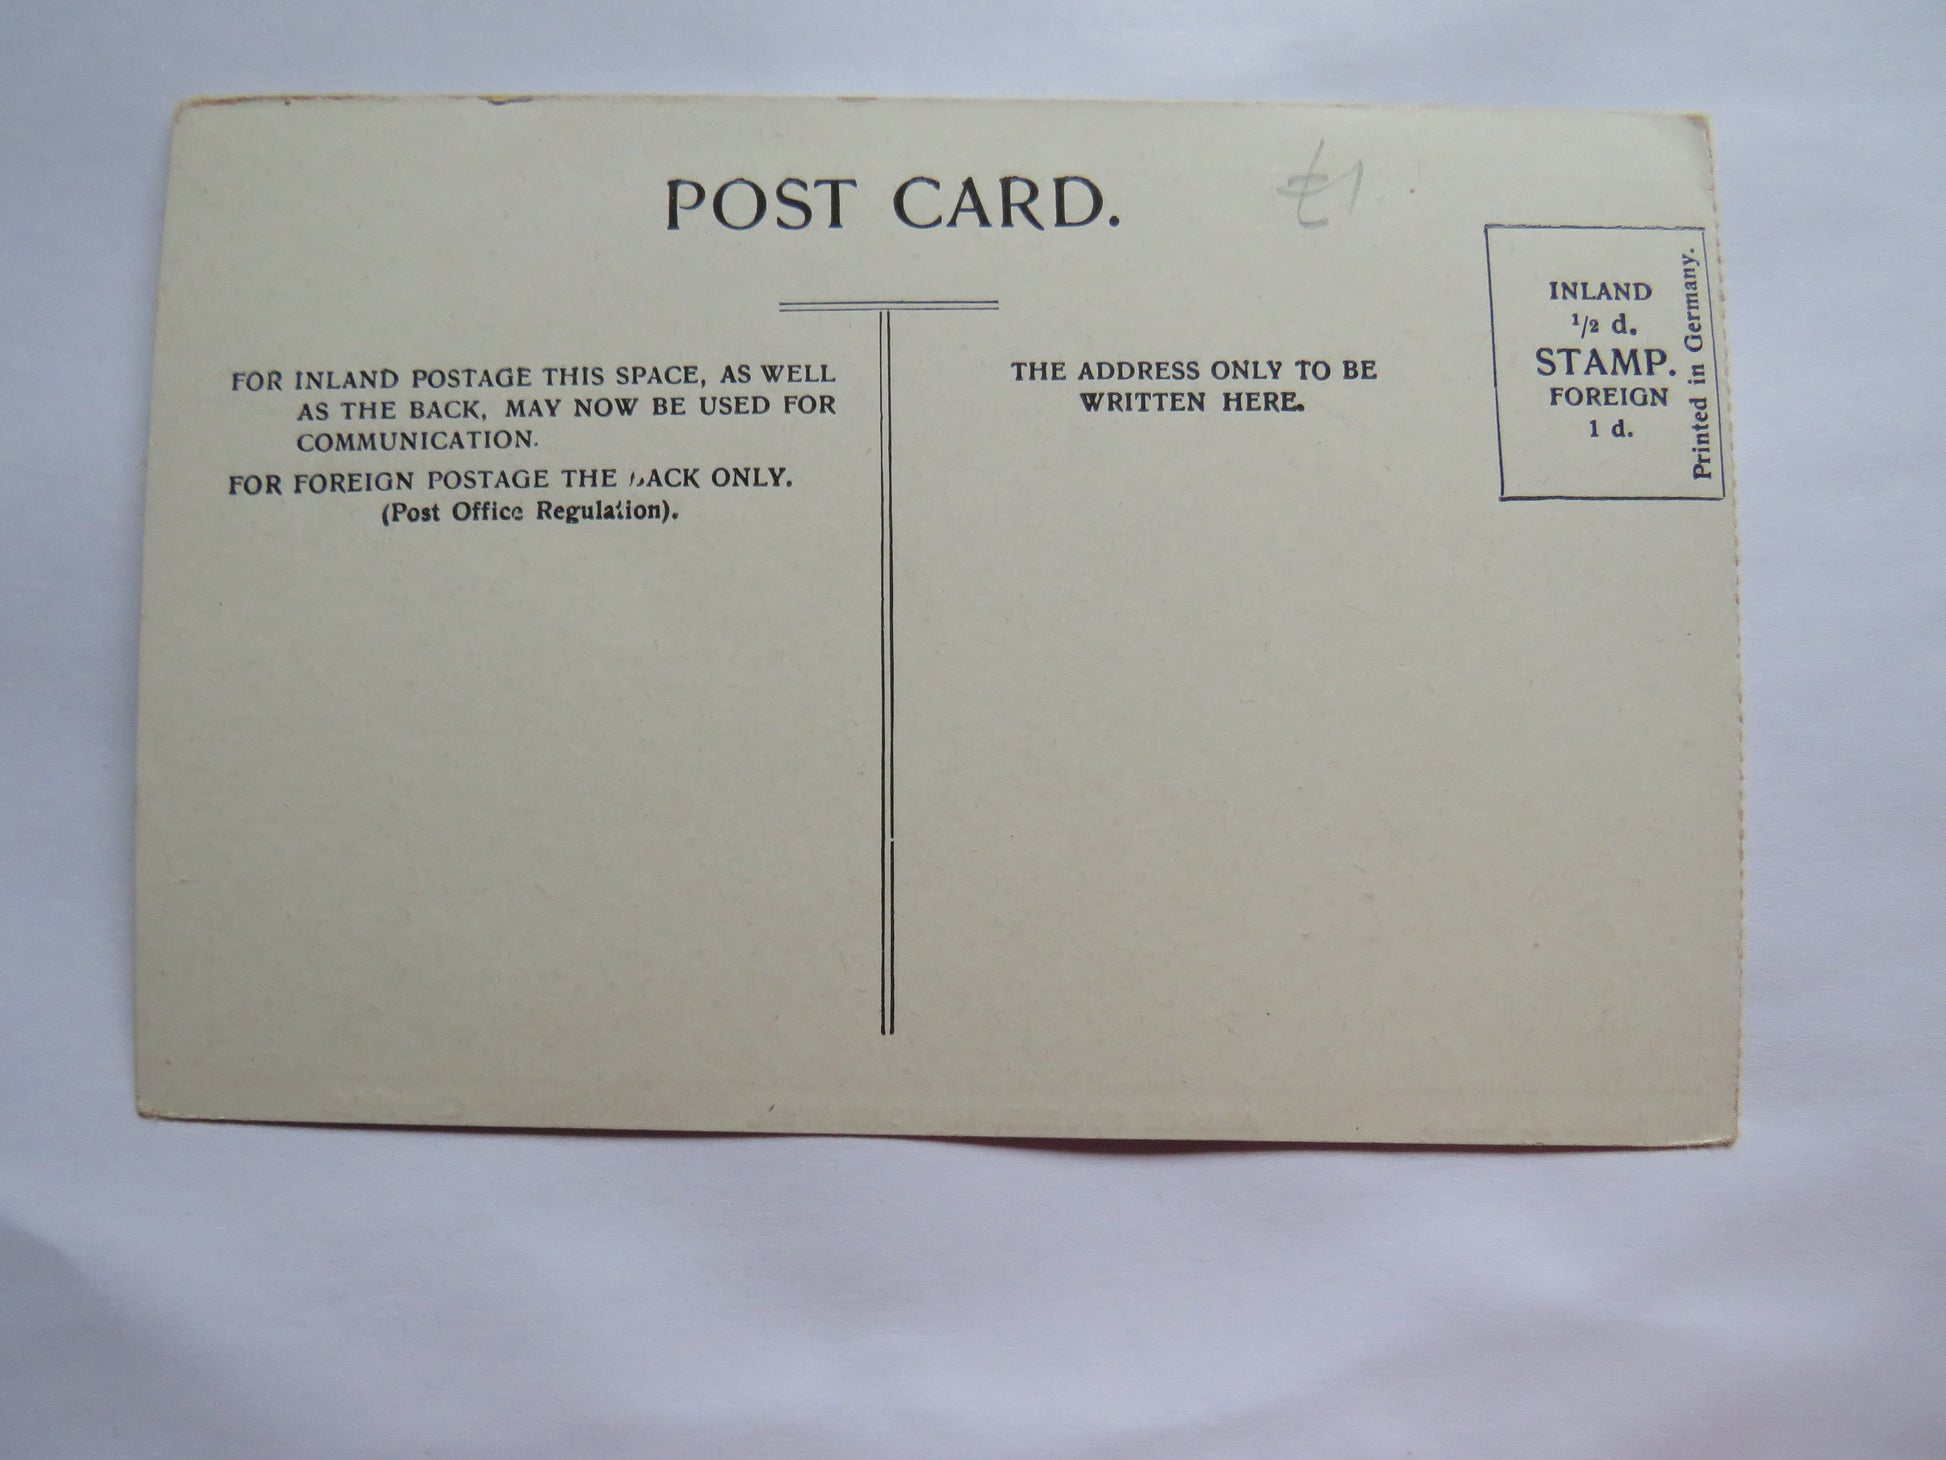 POST CARD.
£1
FOR INLAND POSTAGE THIS SPACE, AS WELL
AS THE BACK, MAY NOW BE USED FOR
COMMUNICATION.
FOR FOREIGN POSTAGE THE BACK ONLY.
(Post Office Regulation).
THE ADDRESS ONLY TO BE
WRITTEN HERE.
INLAND
1/2 d.
STAMP.
FOREIGN
1 d.
Printed in Germany.